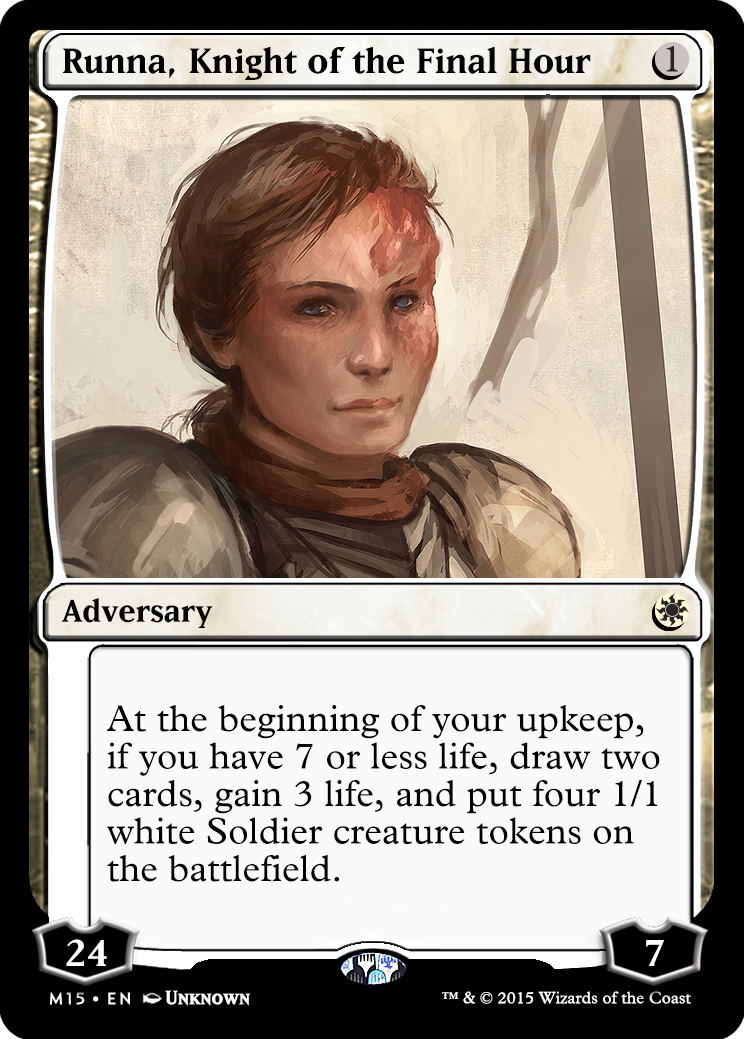 Runna, Knight of the Final Hour 1
Adversary
At the beginning of your upkeep,
if you have 7 or less life, draw two
cards, gain 3 life, and put four 1/1
white Soldier creature tokens on
the battlefield.
24 7
M15 • EN Unknown ™ & © 2015 Wizards of the Coast